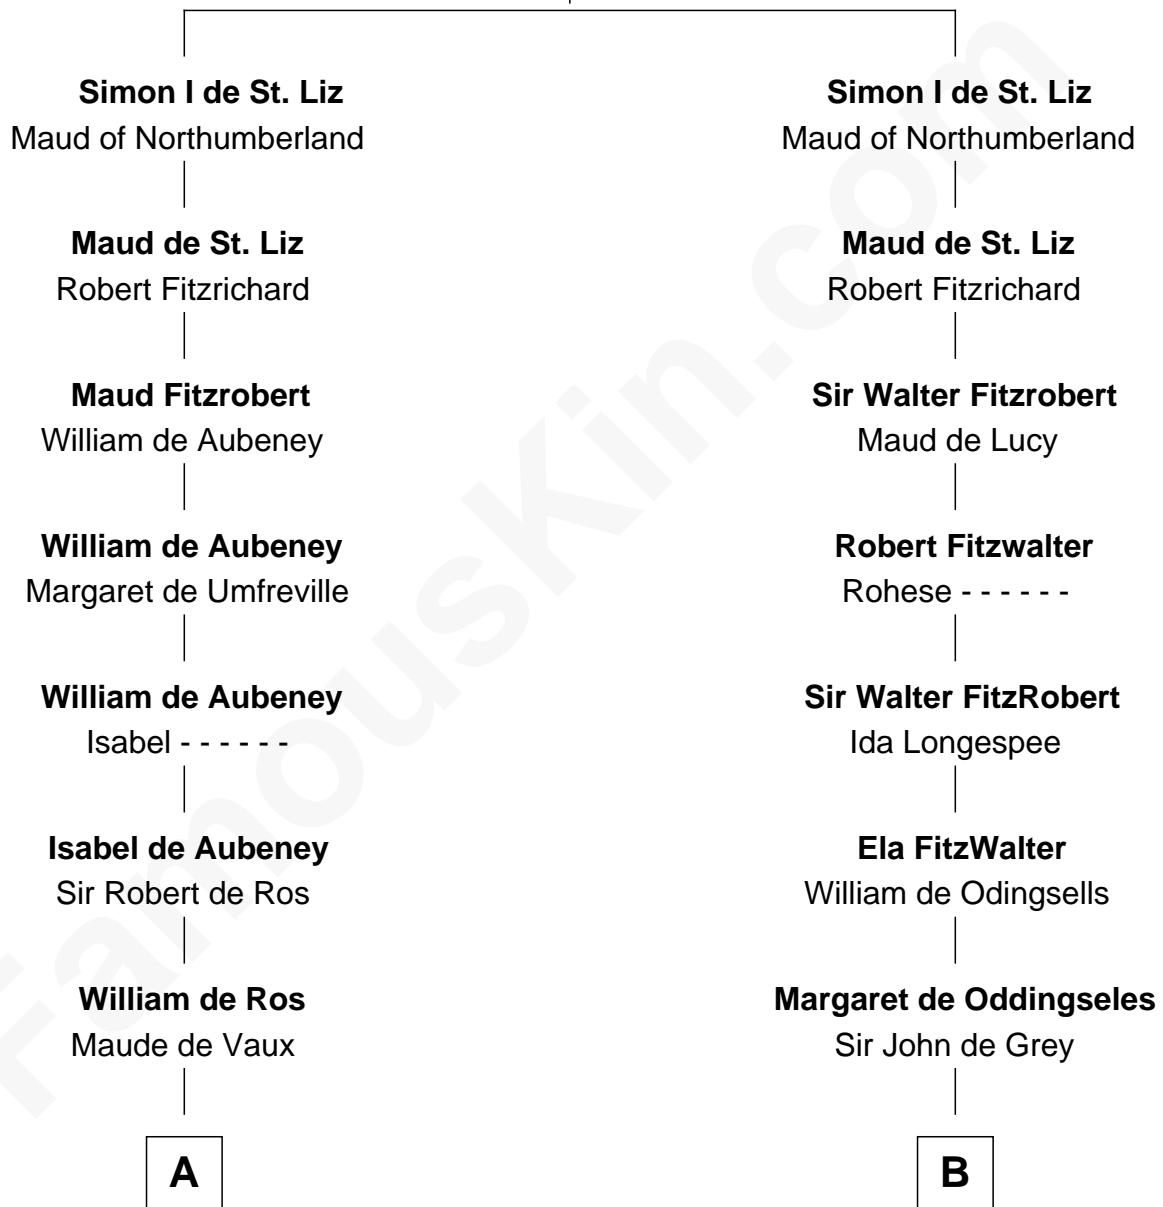 Simon I de St. Liz
Maud of Northumberland
Maud de St. Liz
Robert Fitzrichard
Maud Fitzrobert
William de Aubeney
William de Aubeney
Margaret de Umfreville
William de Aubeney
Isabel - - - - - -
Isabel de Aubeney
Sir Robert de Ros
William de Ros
Maude de Vaux
A
Simon I de St. Liz
Maud of Northumberland
Maud de St. Liz
Robert Fitzrichard
Sir Walter Fitzrobert
Maud de Lucy
Robert Fitzwalter
Rohese - - - - - -
Sir Walter FitzRobert
Ida Longespee
Ela FitzWalter
William de Odingsells
Margaret de Oddingseles
Sir John de Grey
B
FamousKin.com